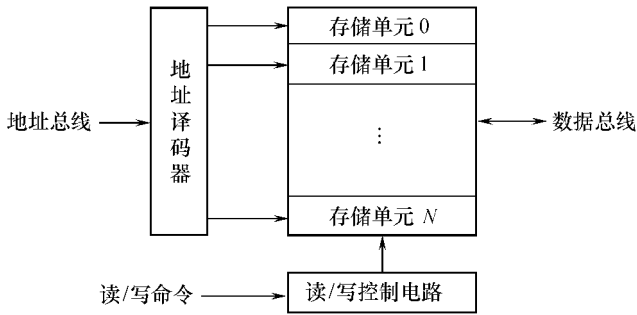 存储单元0
存储单元1
地址译码器
地址总线
⋮
数据总线
存储单元 N
读/写命令
读/写控制电路